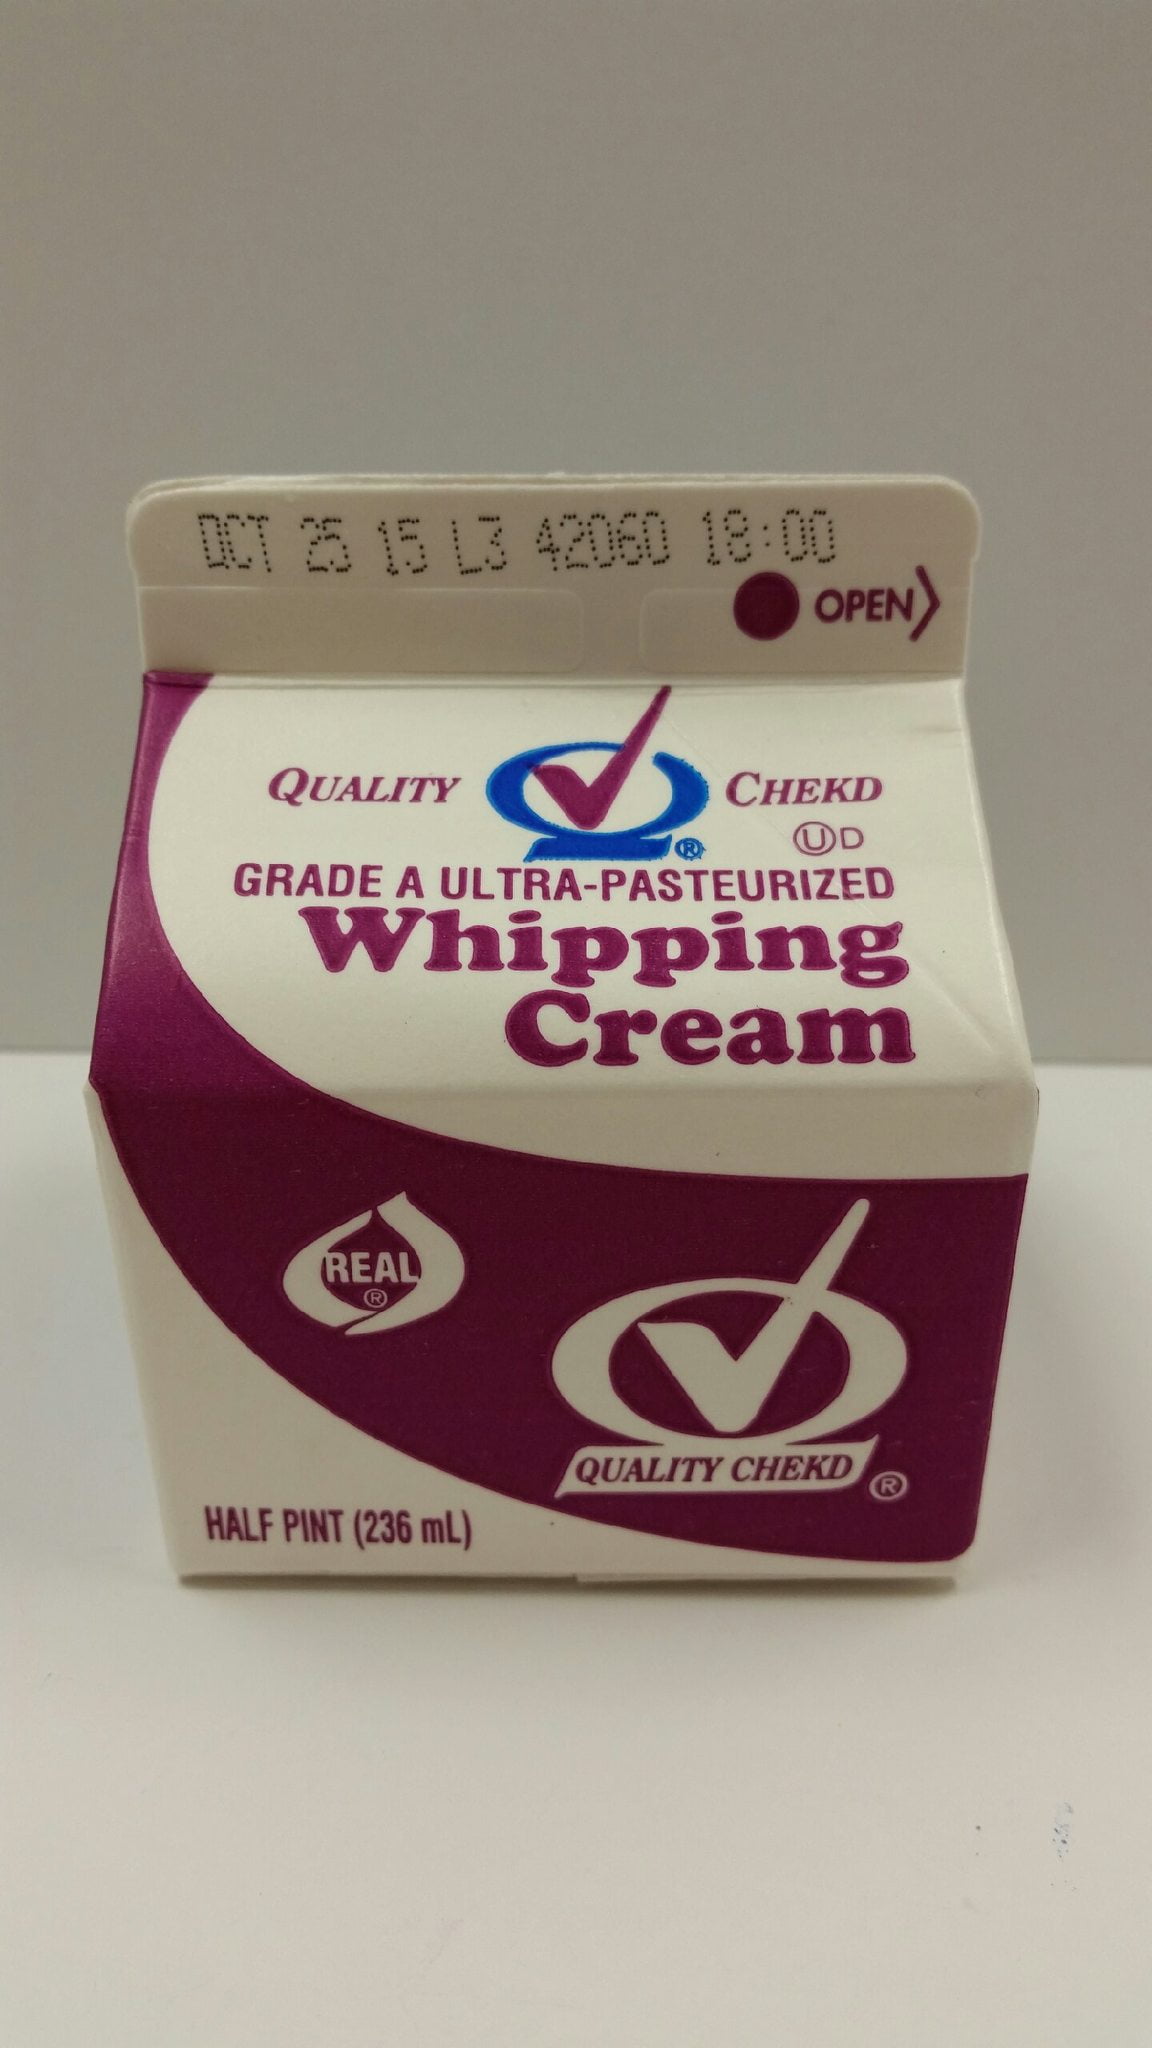 OCT 25 15 L3 42060 18:00
OPEN
QUALITY CHEKD
®
UD
GRADE A ULTRA-PASTEURIZED
Whipping
Cream
REAL
®
QUALITY CHEKD
®
HALF PINT (236 mL)